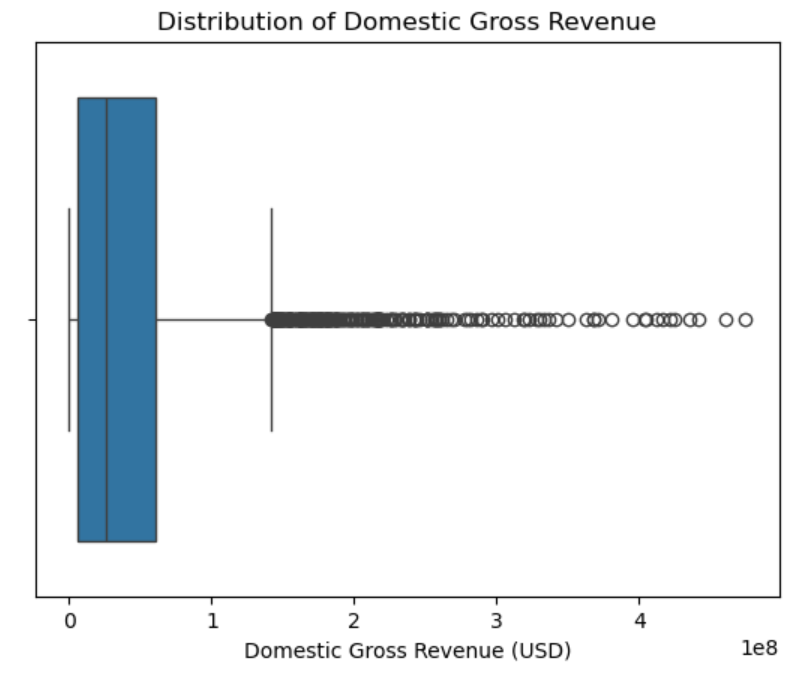 Distribution of Domestic Gross Revenue
0 1 2 3 4
Domestic Gross Revenue (USD)
1e8